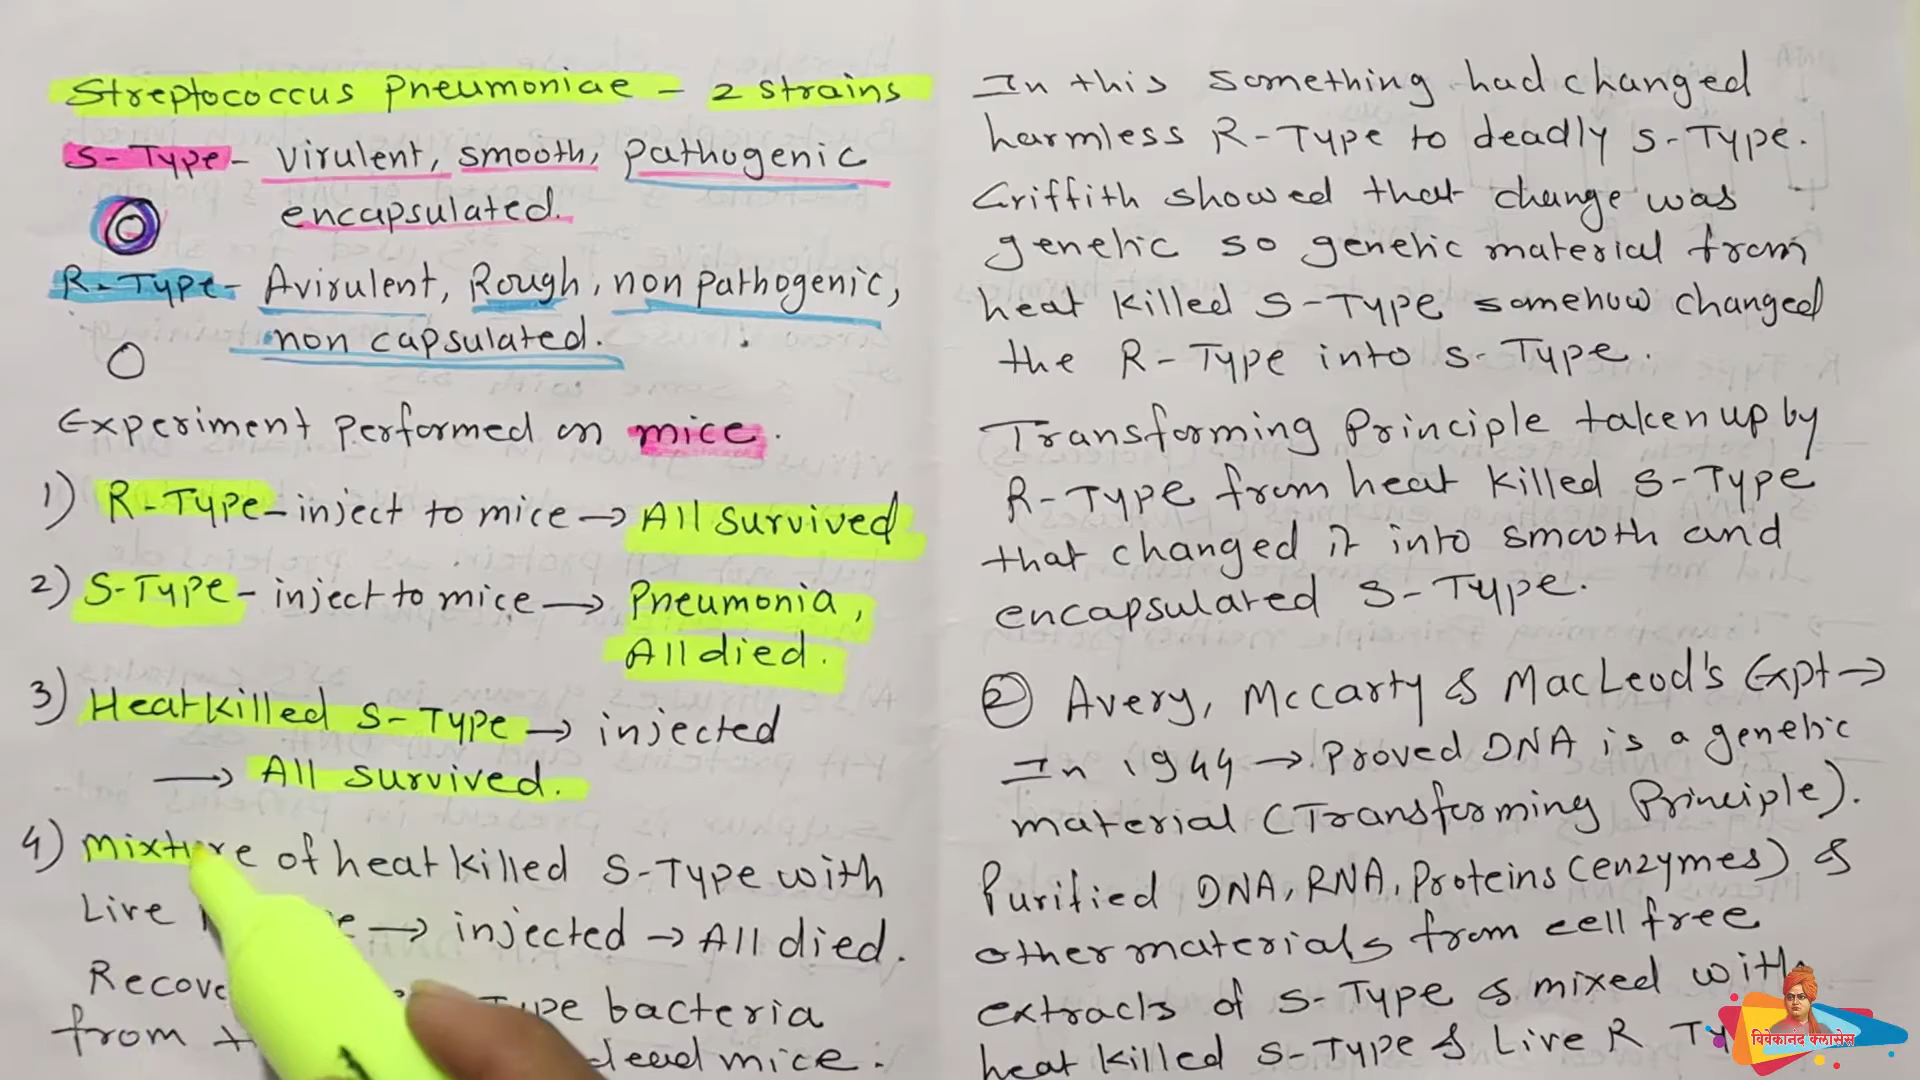 Streptococcus pneumoniae - 2 strains
S-Type - virulent, smooth, pathogenic
encapsulated.
R-Type - Avirulent, Rough, non pathogenic,
non capsulated.
Experiment performed on mice.
1) R-Type - inject to mice → All survived
2) S-Type - inject to mice → Pneumonia,
All died.
3) Heat killed S-Type → injected
→ All survived.
4) Mixture of heat killed S-Type with
Live → injected → All died.
bacteria
from dead mice.
In this something had changed
harmless R-Type to deadly S-Type.
Griffith showed that change was
genetic so genetic material from
heat killed S-Type somehow changed
the R-Type into S-Type.
Transforming Principle taken up by
R-Type from heat killed S-Type
that changed it into smooth and
encapsulated S-Type.
② Avery, McCarty & MacLeod's Expt →
In 1944 → Proved DNA is a genetic
material (Transforming Principle).
Purified DNA, RNA, Proteins (enzymes) &
other materials from cell free
extracts of S-Type & mixed with
heat killed S-Type & Live R
विवेकानंद क्लासेस